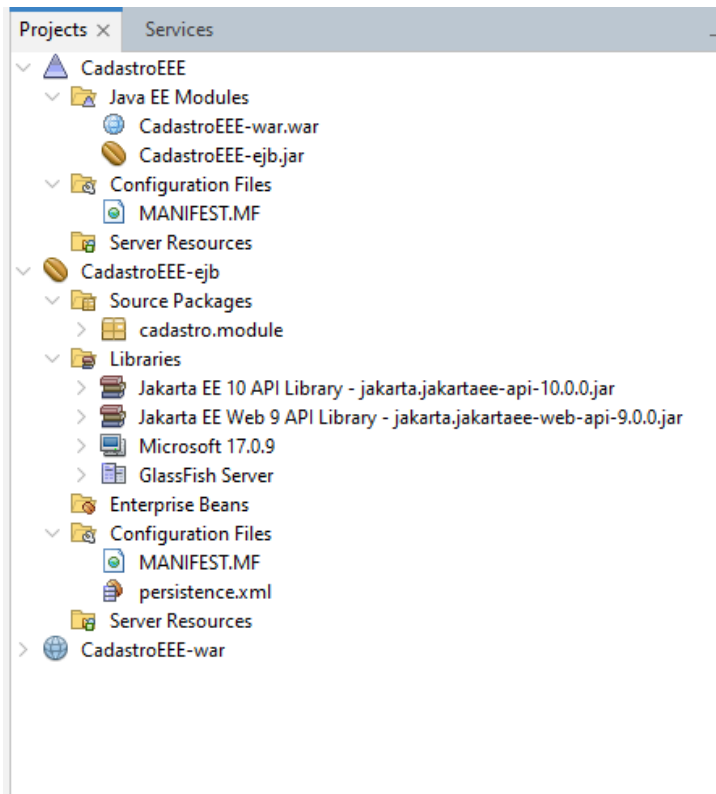 Projects × Services
CadastroEEE
Java EE Modules
CadastroEEE-war.war
CadastroEEE-ejb.jar
Configuration Files
MANIFEST.MF
Server Resources
CadastroEEE-ejb
Source Packages
cadastro.module
Libraries
Jakarta EE 10 API Library - jakarta.jakartaee-api-10.0.0.jar
Jakarta EE Web 9 API Library - jakarta.jakartaee-web-api-9.0.0.jar
Microsoft 17.0.9
GlassFish Server
Enterprise Beans
Configuration Files
MANIFEST.MF
persistence.xml
Server Resources
CadastroEEE-war